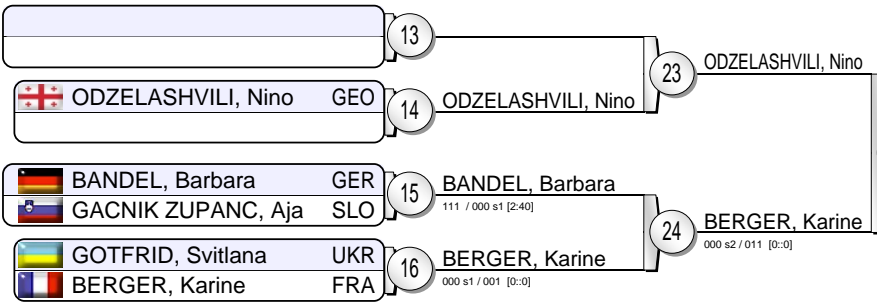 13
ODZELASHVILI, Nino GEO
14
ODZELASHVILI, Nino
23
ODZELASHVILI, Nino
BANDEL, Barbara GER
GACNIK ZUPANC, Aja SLO
15
BANDEL, Barbara
111 / 000 s1 [2:40]
GOTFRID, Svitlana UKR
BERGER, Karine FRA
16
BERGER, Karine
000 s1 / 001 [0::0]
24
BERGER, Karine
000 s2 / 011 [0::0]